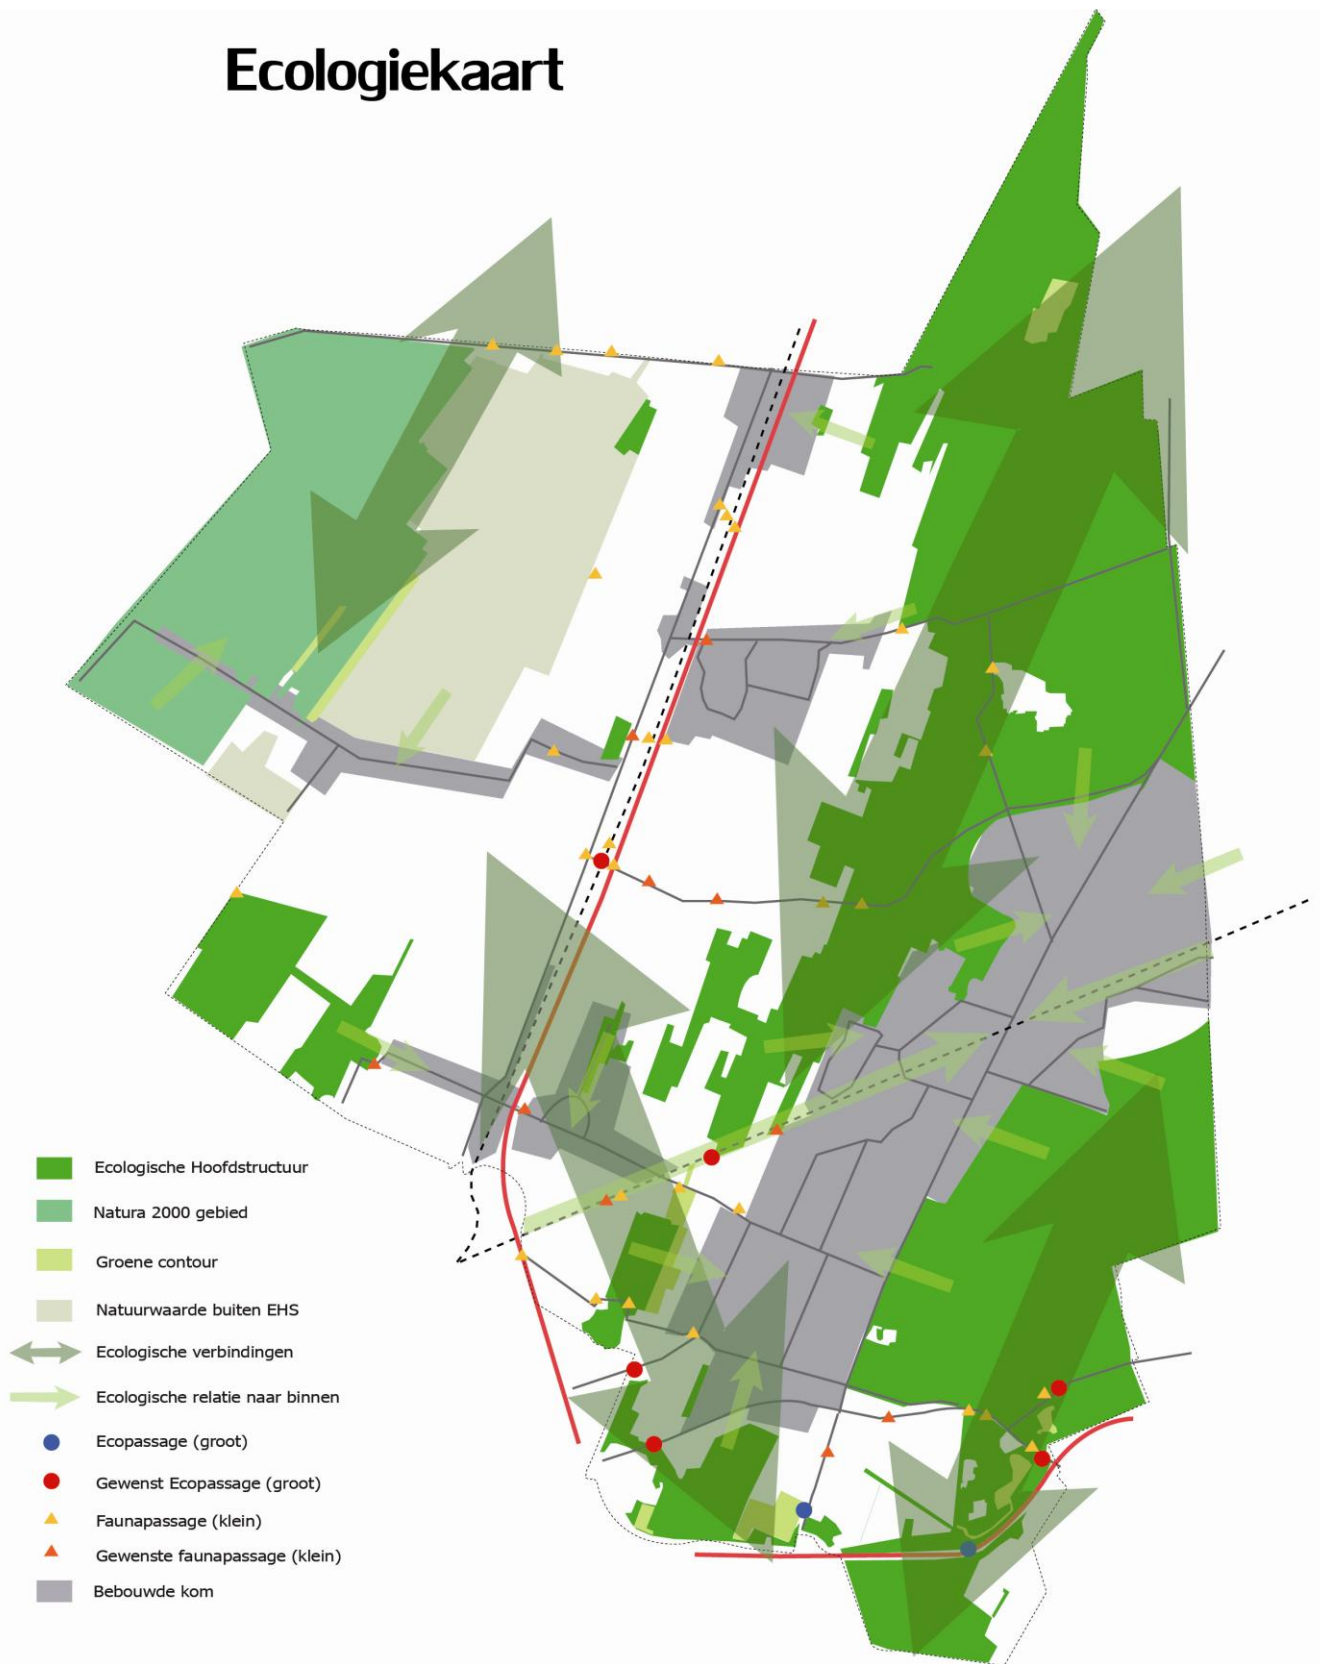 Ecologiekaart
Ecologische Hoofdstructuur
Natura 2000 gebied
Groene contour
Natuurwaarde buiten EHS
Ecologische verbindingen
Ecologische relatie naar binnen
Ecopassage (groot)
Gewenst Ecopassage (groot)
Faunapassage (klein)
Gewenste faunapassage (klein)
Bebouwde kom